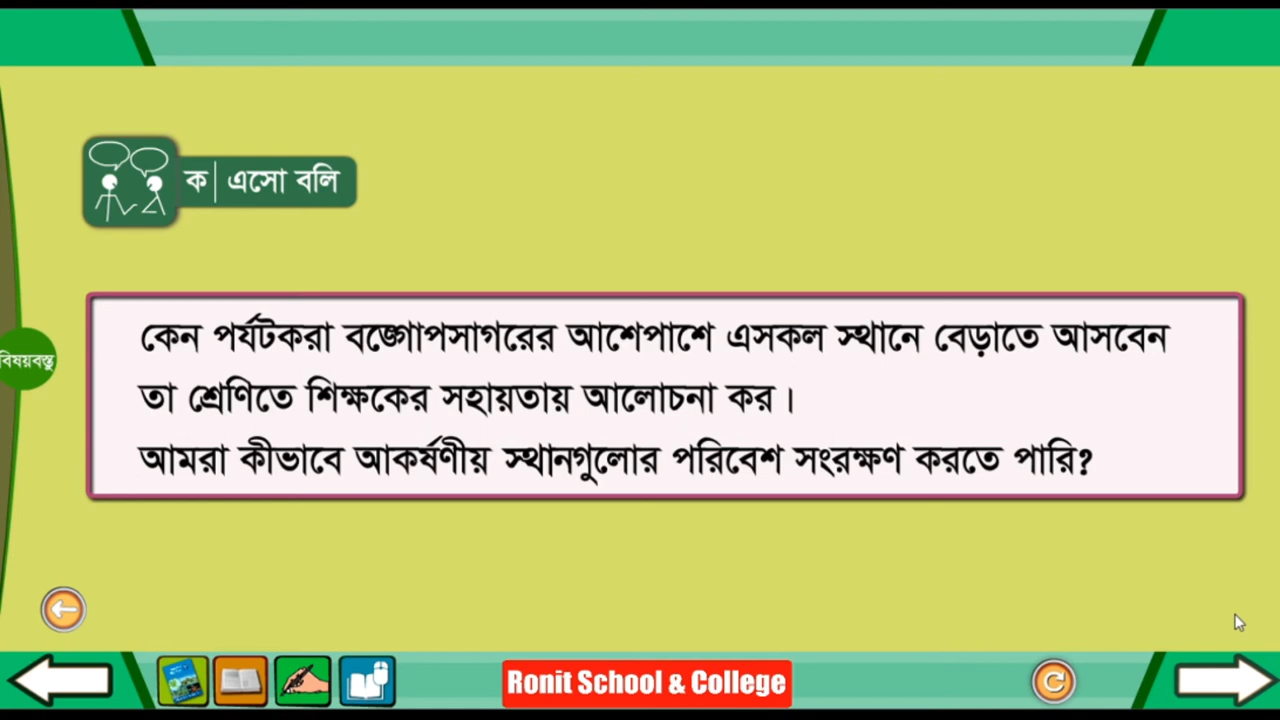 ক | এসো বলি
কেন পর্যটকরা বঙ্গোপসাগরের আশেপাশে এসকল স্থানে বেড়াতে আসবেন
তা শ্রেণিতে শিক্ষকের সহায়তায় আলোচনা কর।
বিষয়বস্তু
আমরা কীভাবে আকর্ষণীয় স্থানগুলোর পরিবেশ সংরক্ষণ করতে পারি?
Ronit School & College